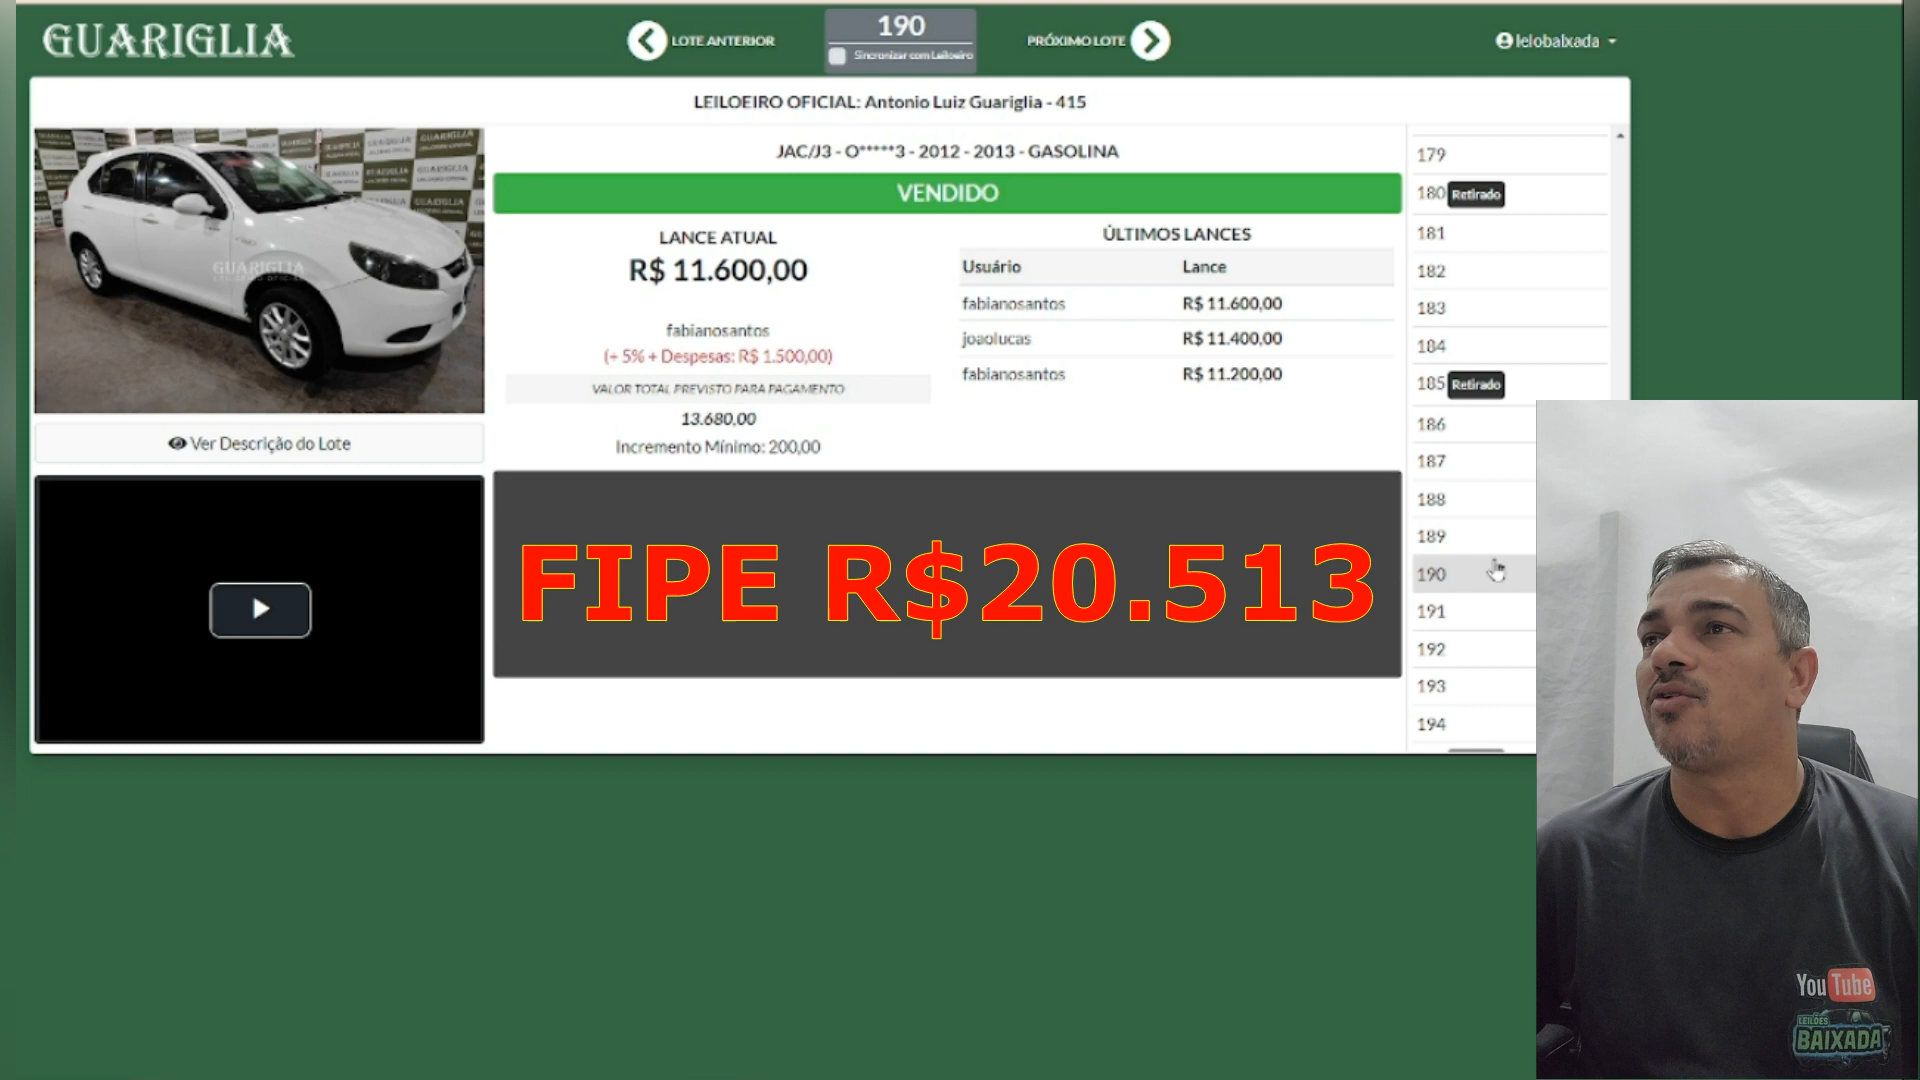 GUARIGLIA
LOTE ANTERIOR
190
Sincronizar com Leiloeiro
PRÓXIMO LOTE
lelobaixada
LEILOEIRO OFICIAL: Antonio Luiz Guariglia - 415
JAC/J3 - O*****3 - 2012 - 2013 - GASOLINA
VENDIDO
LANCE ATUAL
R$ 11.600,00
fabianosantos
(+ 5% + Despesas: R$ 1.500,00)
VALOR TOTAL PREVISTO PARA PAGAMENTO
13.680,00
Incremento Mínimo: 200,00
ÚLTIMOS LANCES
Usuário Lance
fabianosantos R$ 11.600,00
joaolucas R$ 11.400,00
fabianosantos R$ 11.200,00
GUARIGLIA
Ver Descrição do Lote
FIPE R$20.513
179
180 Retirado
181
182
183
184
185 Retirado
186
187
188
189
190
191
192
193
194
YouTube
LEILÕES
BAIXADA